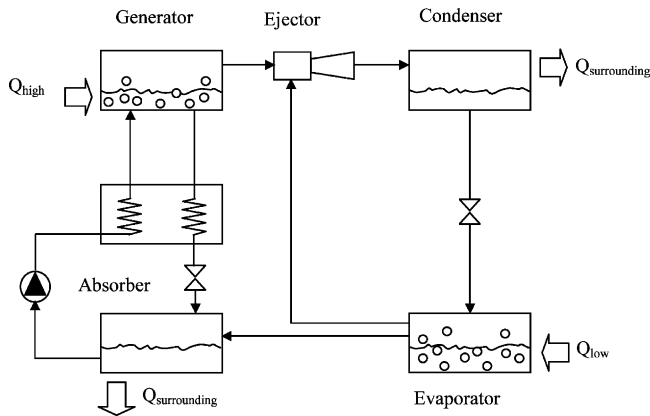 Generator
Ejector
Condenser
Qhigh
Qsurrounding
Absorber
Qlow
Qsurrounding
Evaporator